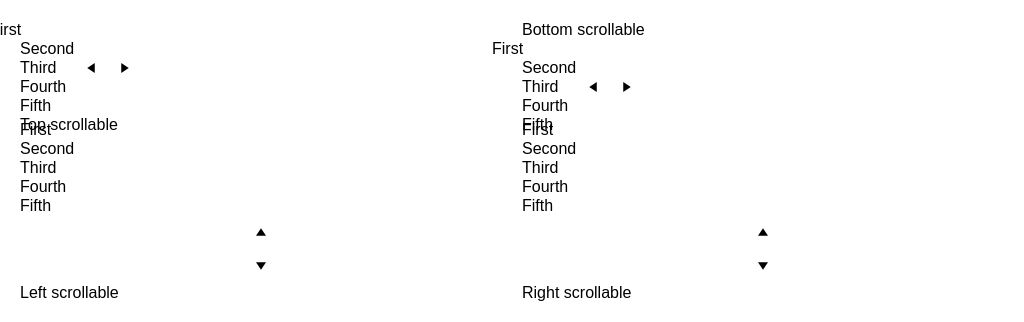 irst
Second
Third
Fourth
Fifth
Top scrollable
First
Second
Third
Fourth
Fifth
Left scrollable
Bottom scrollable
First
Second
Third
Fourth
Fifth
First
Second
Third
Fourth
Fifth
Right scrollable